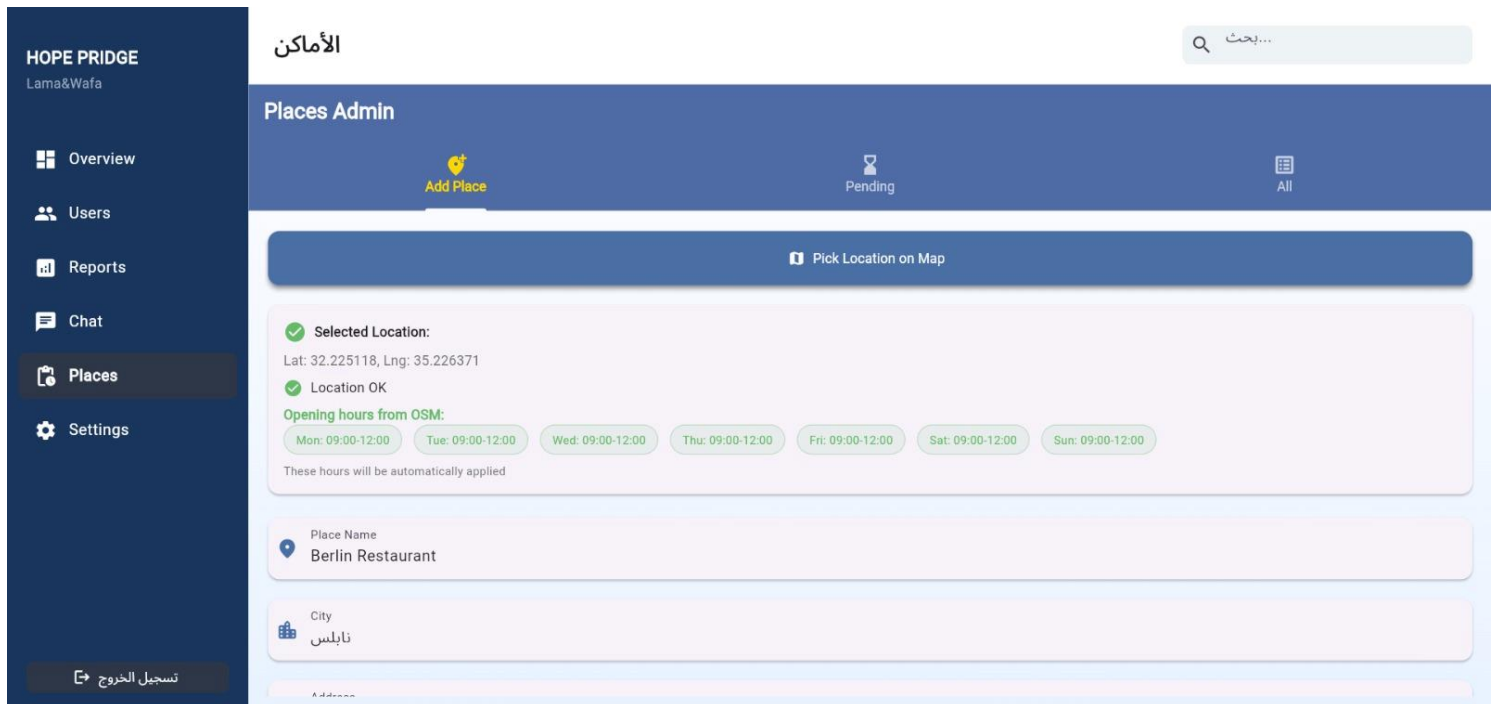 HOPE PRIDGE
Lama&Wafa
Overview
Users
Reports
Chat
Places
Settings
تسجيل الخروج
الأماكن
بحث...
Places Admin
Add Place
Pending
All
Pick Location on Map
Selected Location:
Lat: 32.225118, Lng: 35.226371
Location OK
Opening hours from OSM:
Mon: 09:00-12:00 Tue: 09:00-12:00 Wed: 09:00-12:00 Thu: 09:00-12:00 Fri: 09:00-12:00 Sat: 09:00-12:00 Sun: 09:00-12:00
These hours will be automatically applied
Place Name
Berlin Restaurant
City
نابلس
Address